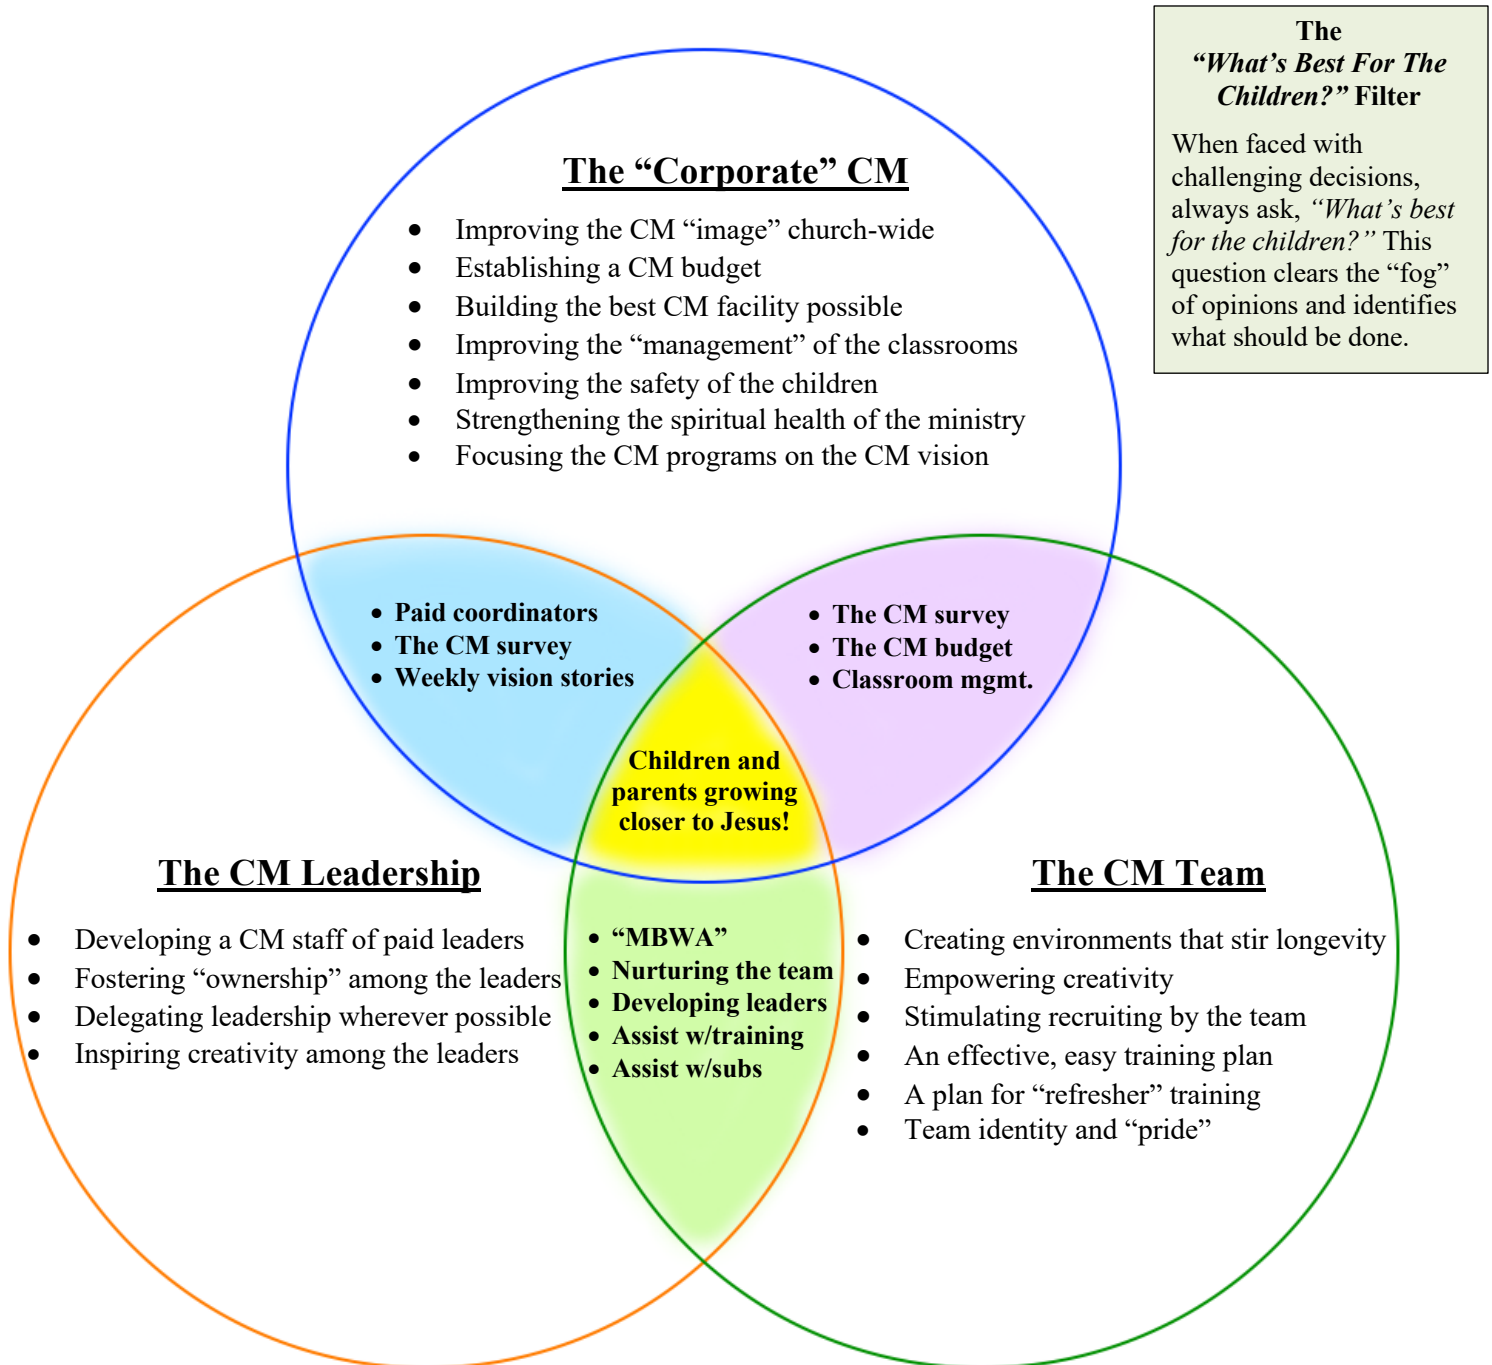 The
“What’s Best For The
Children?” Filter
When faced with
challenging decisions,
always ask, “What’s best
for the children?” This
question clears the “fog”
of opinions and identifies
what should be done.
The “Corporate” CM
• Improving the CM “image” church-wide
• Establishing a CM budget
• Building the best CM facility possible
• Improving the “management” of the classrooms
• Improving the safety of the children
• Strengthening the spiritual health of the ministry
• Focusing the CM programs on the CM vision
• Paid coordinators
• The CM survey
• Weekly vision stories
• The CM survey
• The CM budget
• Classroom mgmt.
Children and
parents growing
closer to Jesus!
The CM Leadership
• Developing a CM staff of paid leaders
• Fostering “ownership” among the leaders
• Delegating leadership wherever possible
• Inspiring creativity among the leaders
• “MBWA”
• Nurturing the team
• Developing leaders
• Assist w/training
• Assist w/subs
The CM Team
• Creating environments that stir longevity
• Empowering creativity
• Stimulating recruiting by the team
• An effective, easy training plan
• A plan for “refresher” training
• Team identity and “pride”